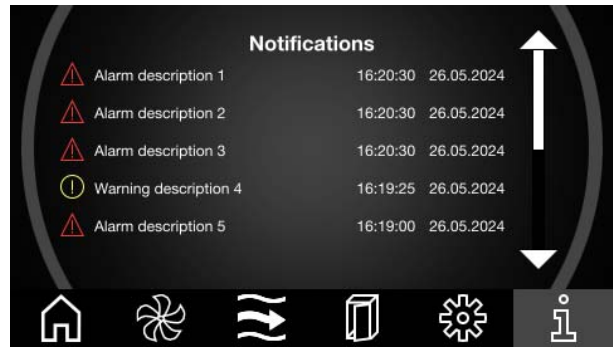 Notifications
Alarm description 1 16:20:30 26.05.2024
Alarm description 2 16:20:30 26.05.2024
Alarm description 3 16:20:30 26.05.2024
Warning description 4 16:19:25 26.05.2024
Alarm description 5 16:19:00 26.05.2024